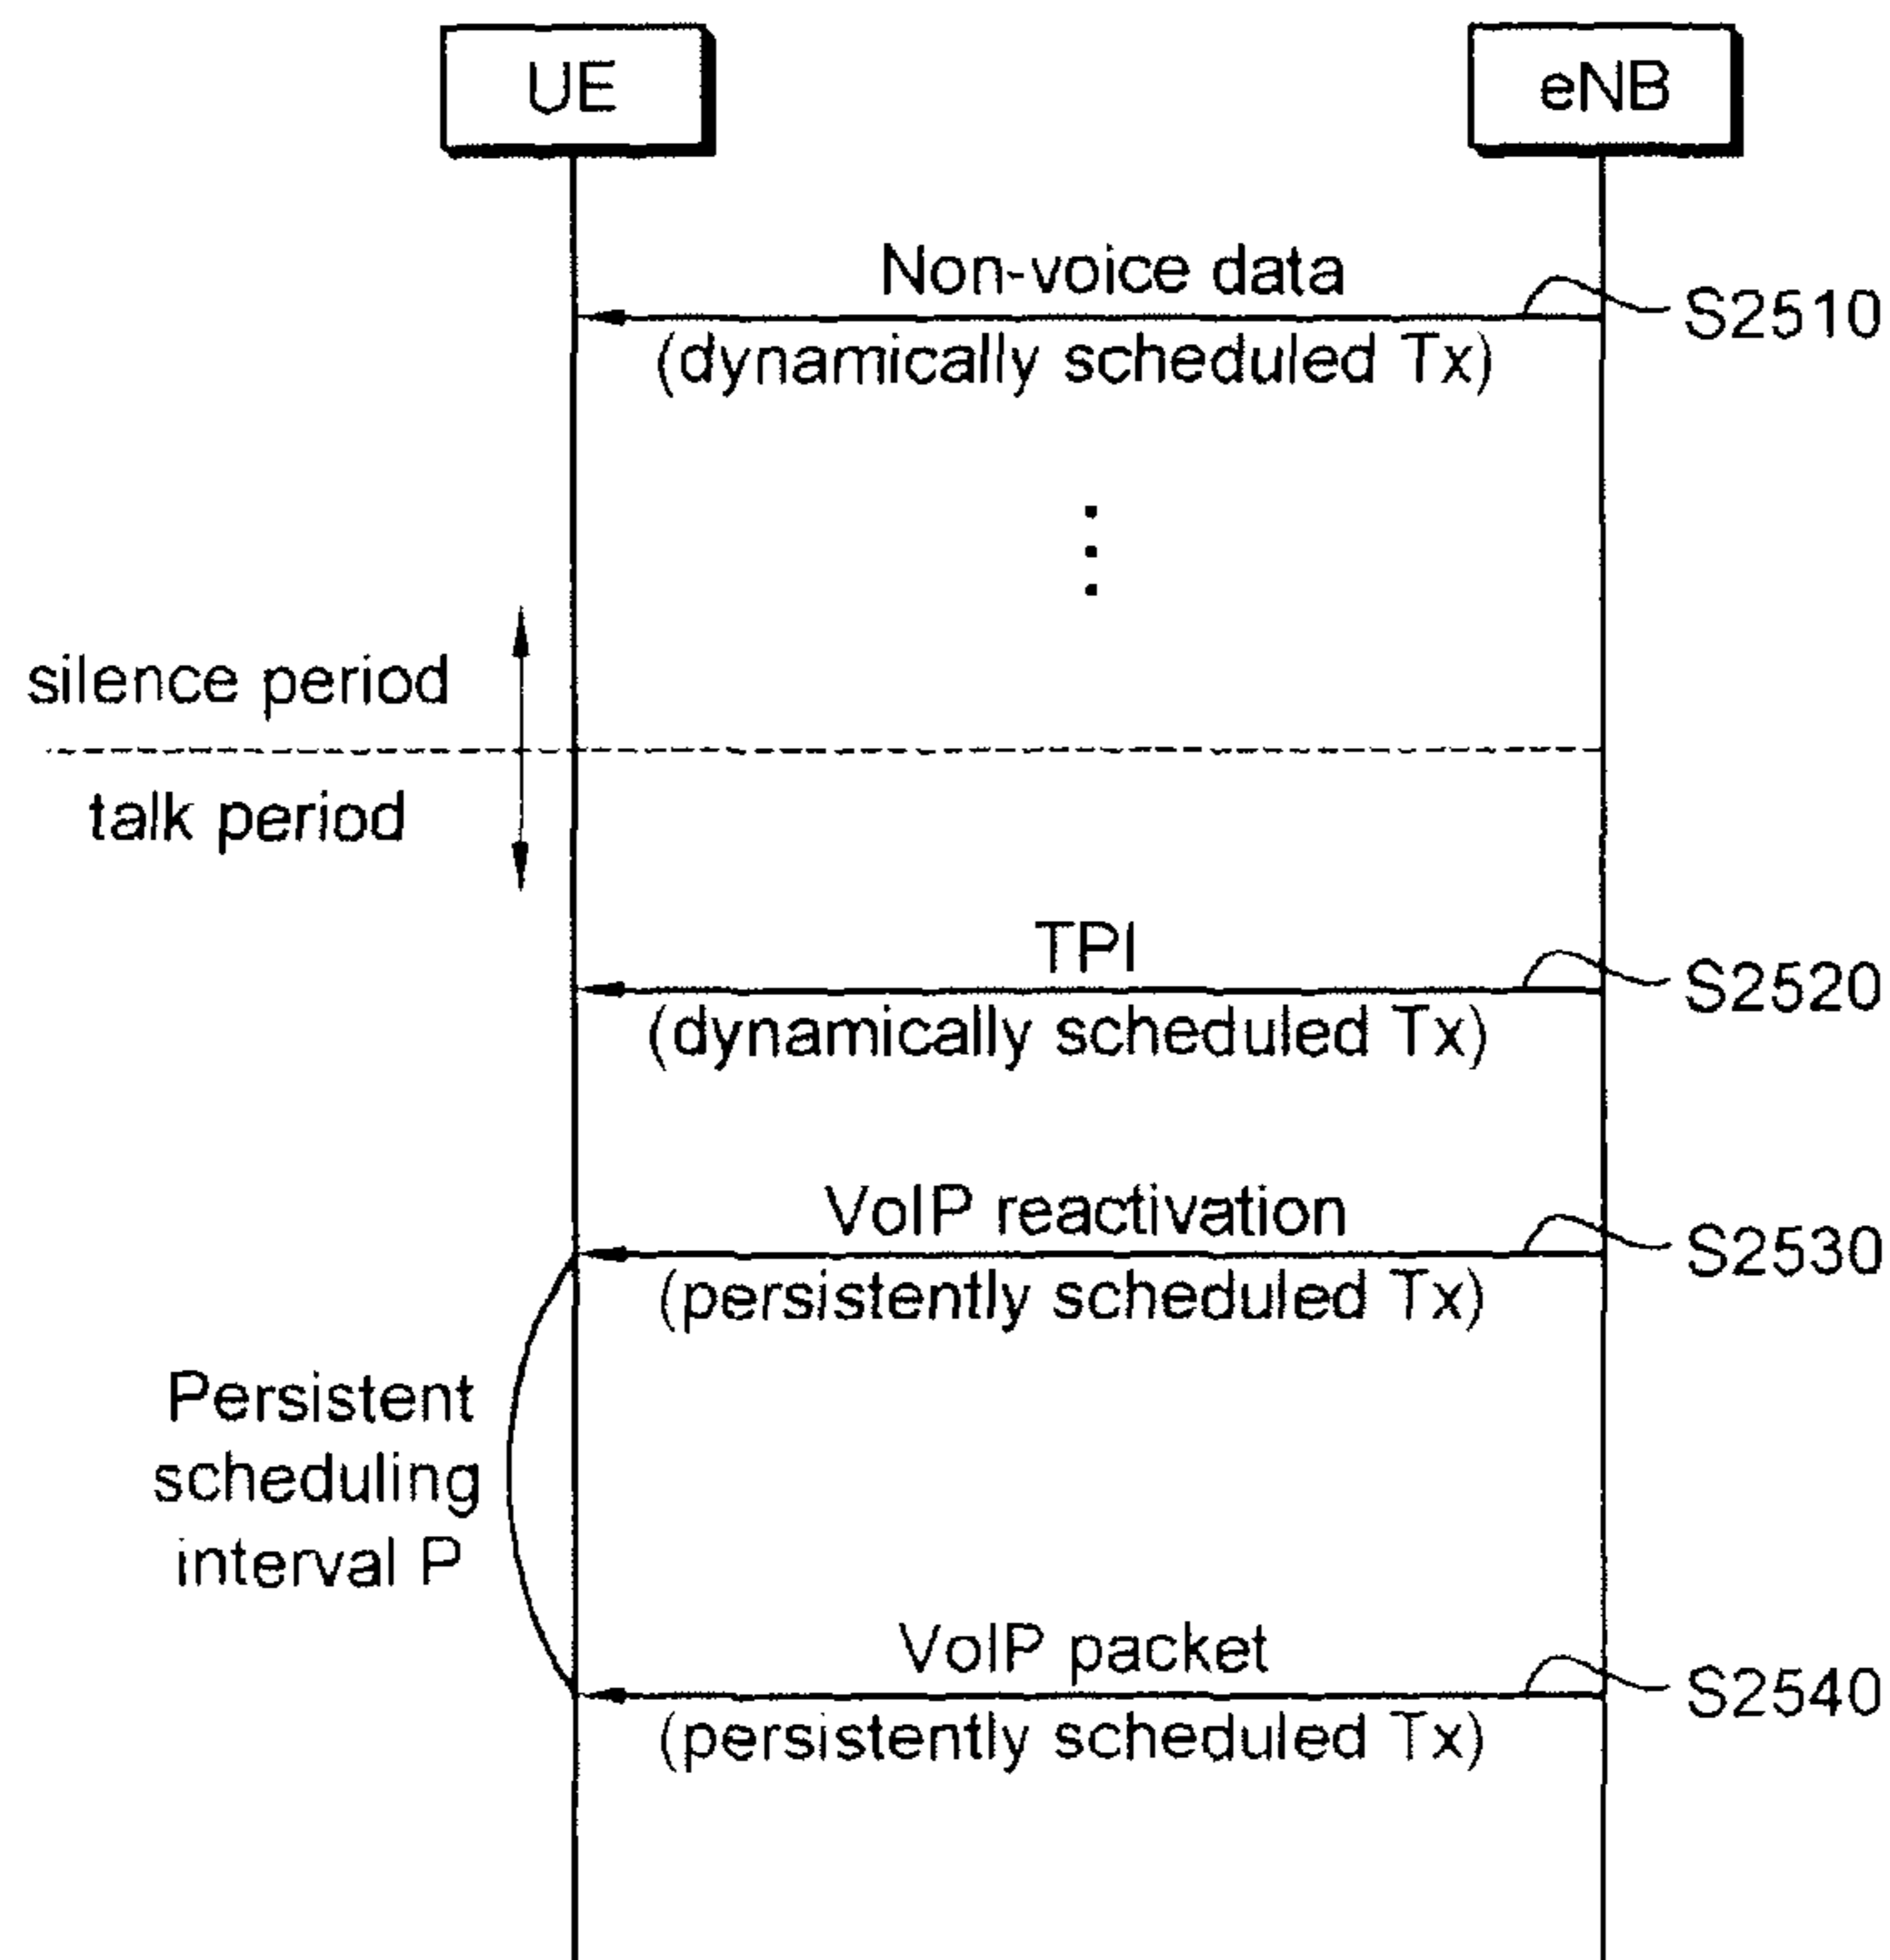 UE
eNB
Non-voice data
S2510
(dynamically scheduled Tx)
silence period
talk period
TPI
S2520
(dynamically scheduled Tx)
VoIP reactivation
S2530
(persistently scheduled Tx)
Persistent
scheduling
interval P
VoIP packet
S2540
(persistently scheduled Tx)